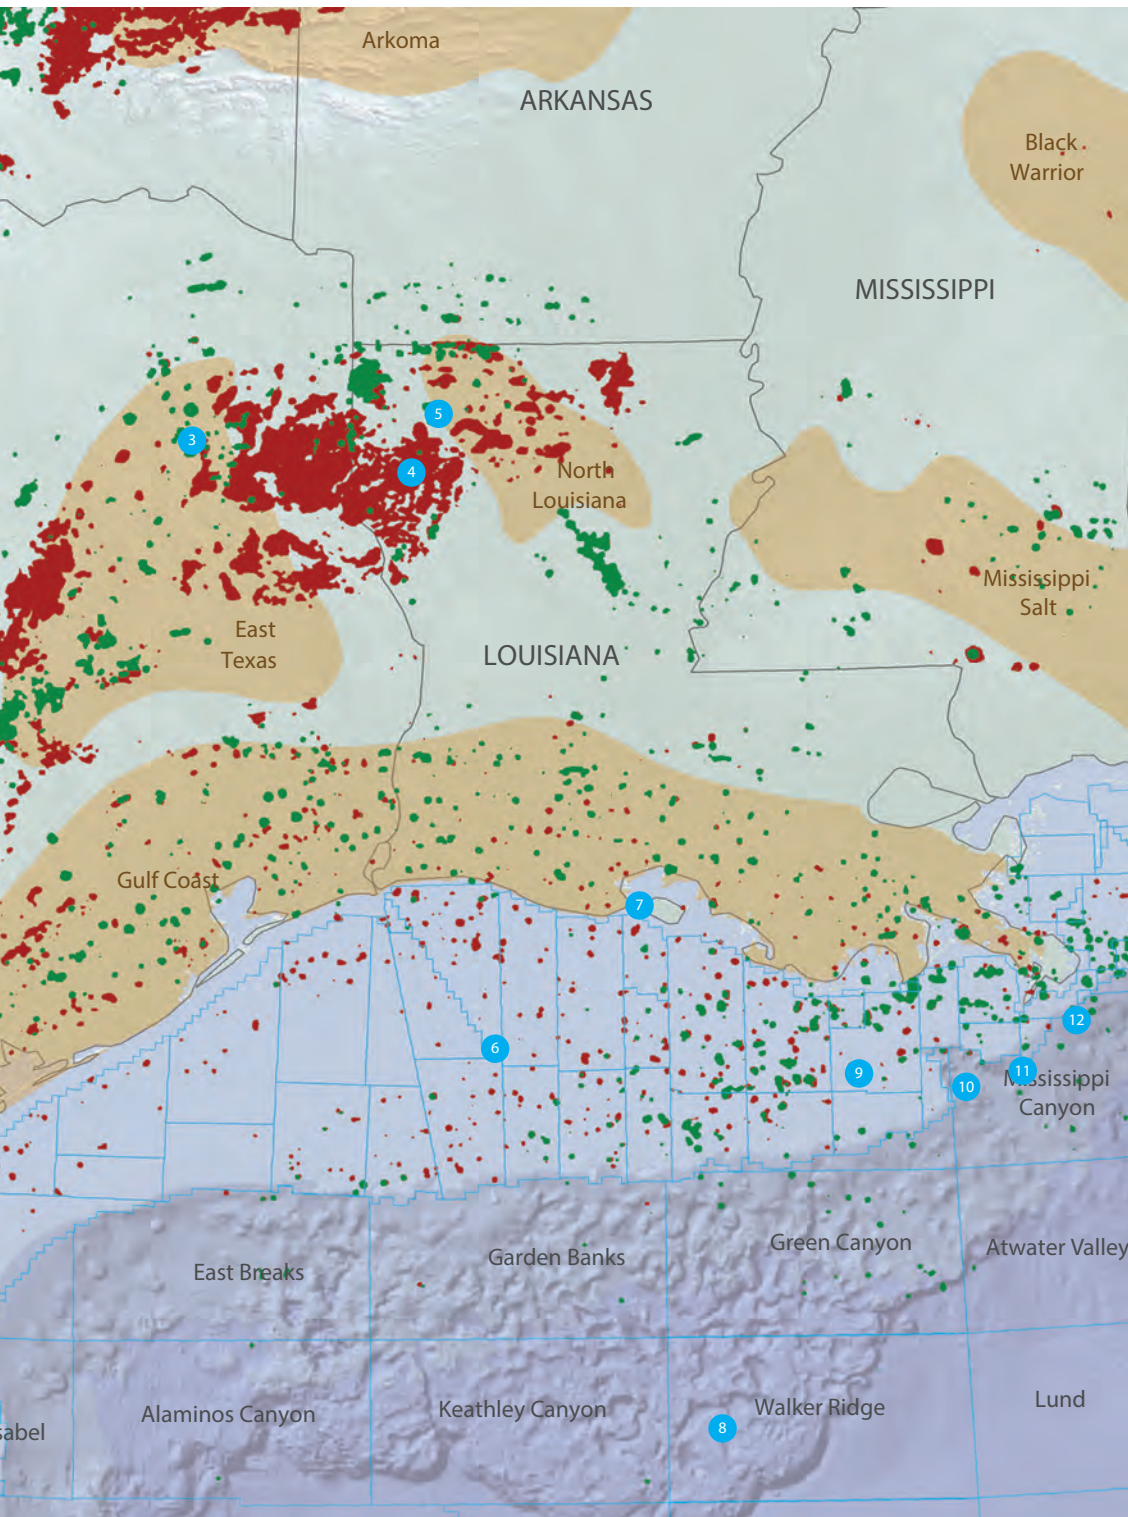 Arkoma
ARKANSAS
Black
Warrior
MISSISSIPPI
5
3
4
North
Louisiana
Mississippi
Salt
East
Texas
LOUISIANA
Gulf Coast
7
12
6
9
11
10
Mississippi
Canyon
Green Canyon
Atwater Valley
Garden Banks
East Breaks
Walker Ridge
Lund
Keathley Canyon
Alaminos Canyon
8
sabel